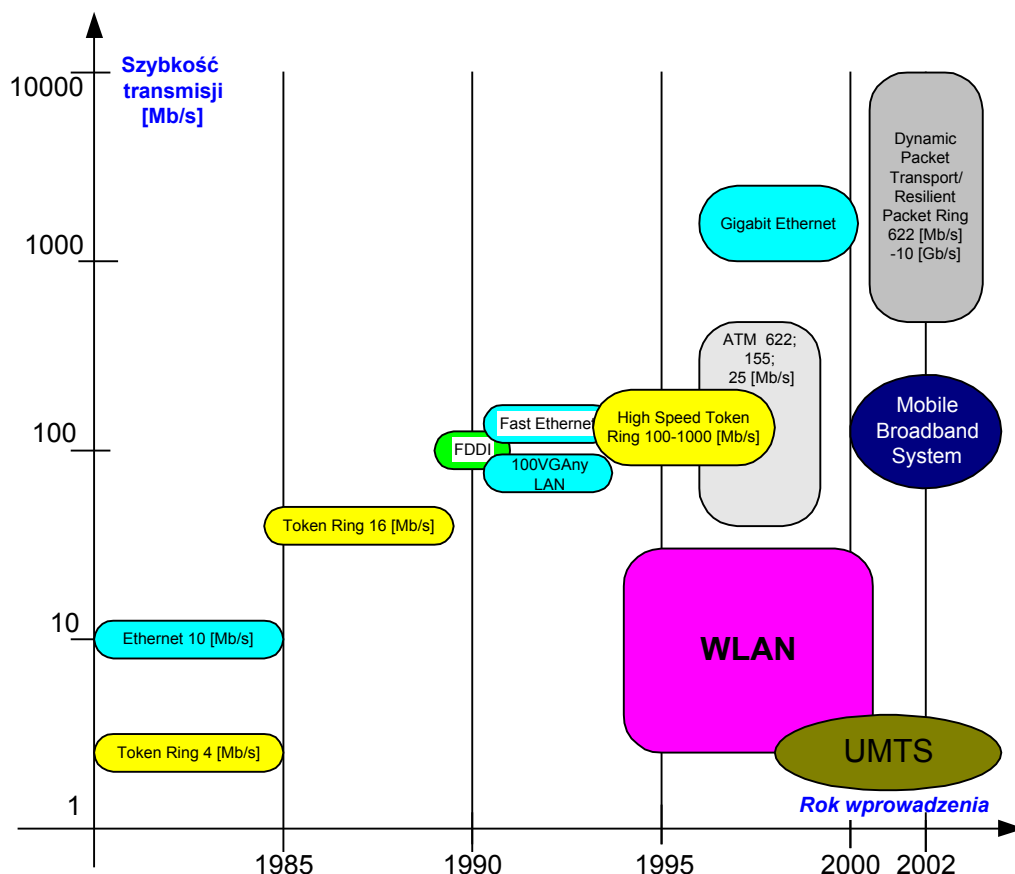 Szybkość
transmisji
[Mb/s]
10000
1000
100
10
1
Dynamic
Packet
Transport/
Resilient
Packet Ring
622 [Mb/s]
-10 [Gb/s]
Gigabit Ethernet
ATM 622;
155;
25 [Mb/s]
High Speed Token
Ring 100-1000 [Mb/s]
Mobile
Broadband
System
Fast Ethernet
FDDI
100VGAny
LAN
Token Ring 16 [Mb/s]
Ethernet 10 [Mb/s]
WLAN
Token Ring 4 [Mb/s]
UMTS
Rok wprowadzenia
1985
1990
1995
2000
2002